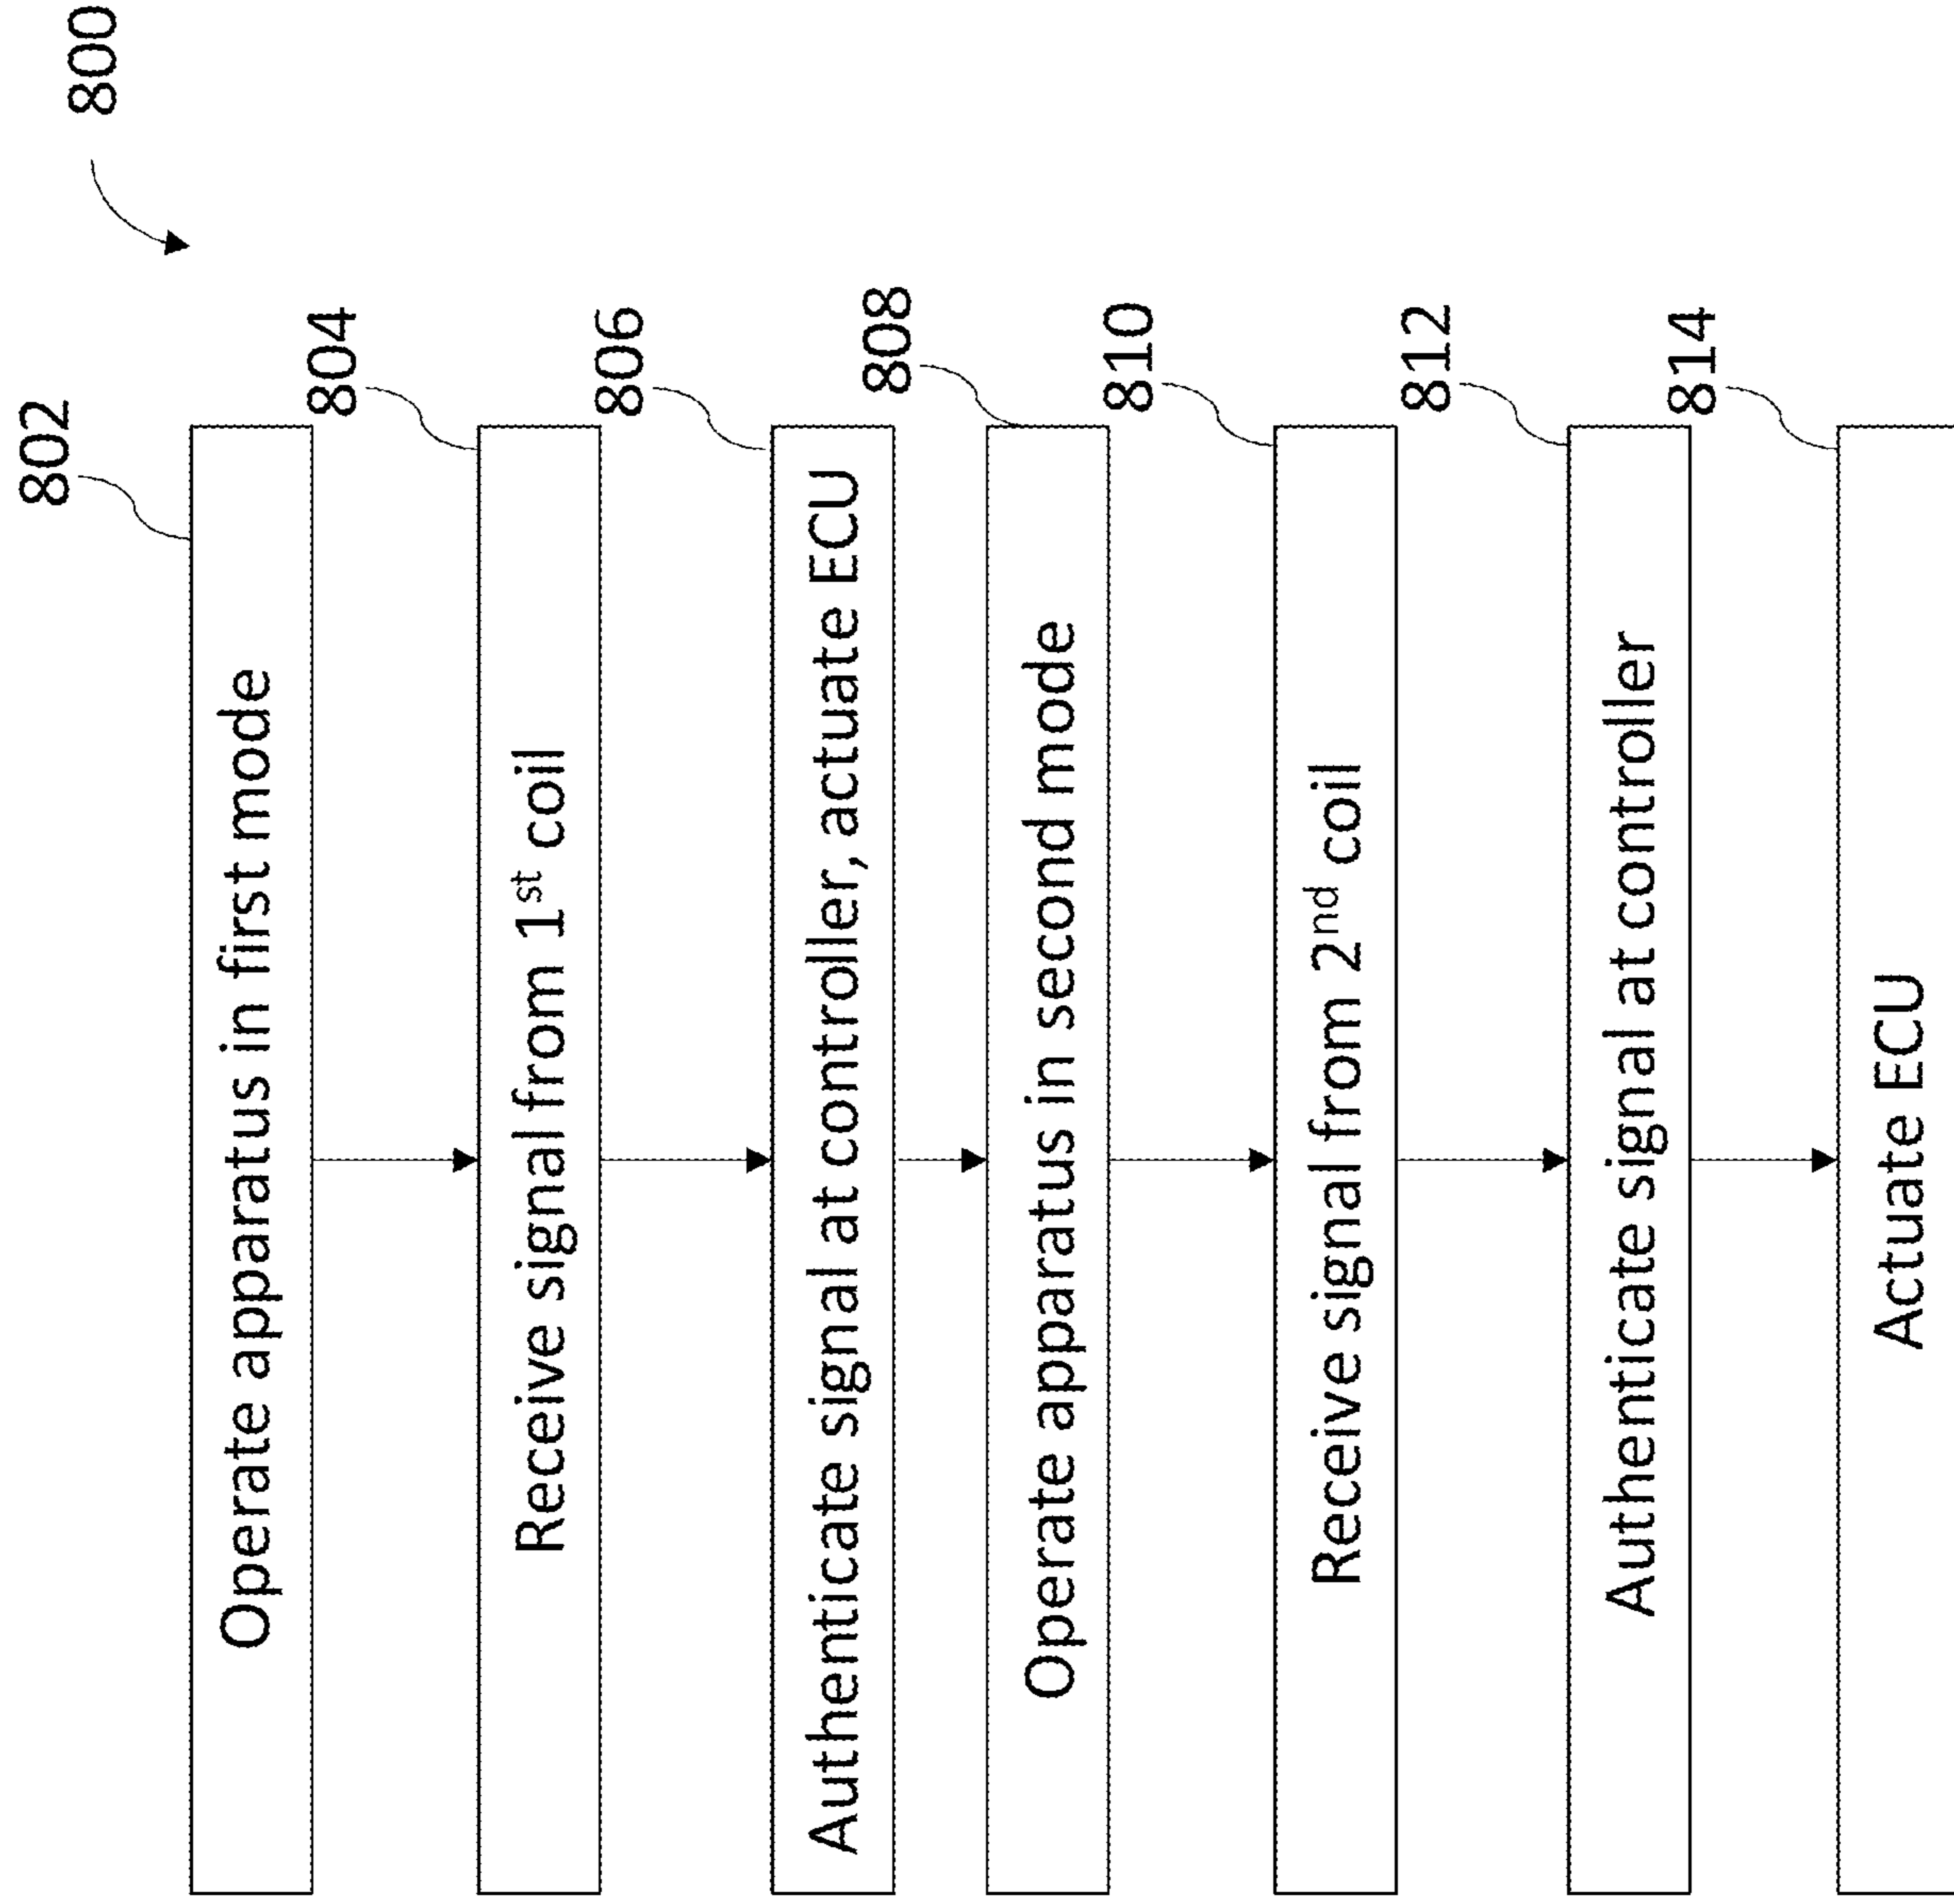 800
802
Operate apparatus in first mode
804
Receive signal from 1st coil
806
Authenticate signal at controller, actuate ECU
808
Operate apparatus in second mode
810
Receive signal from 2nd coil
812
Authenticate signal at controller
814
Actuate ECU